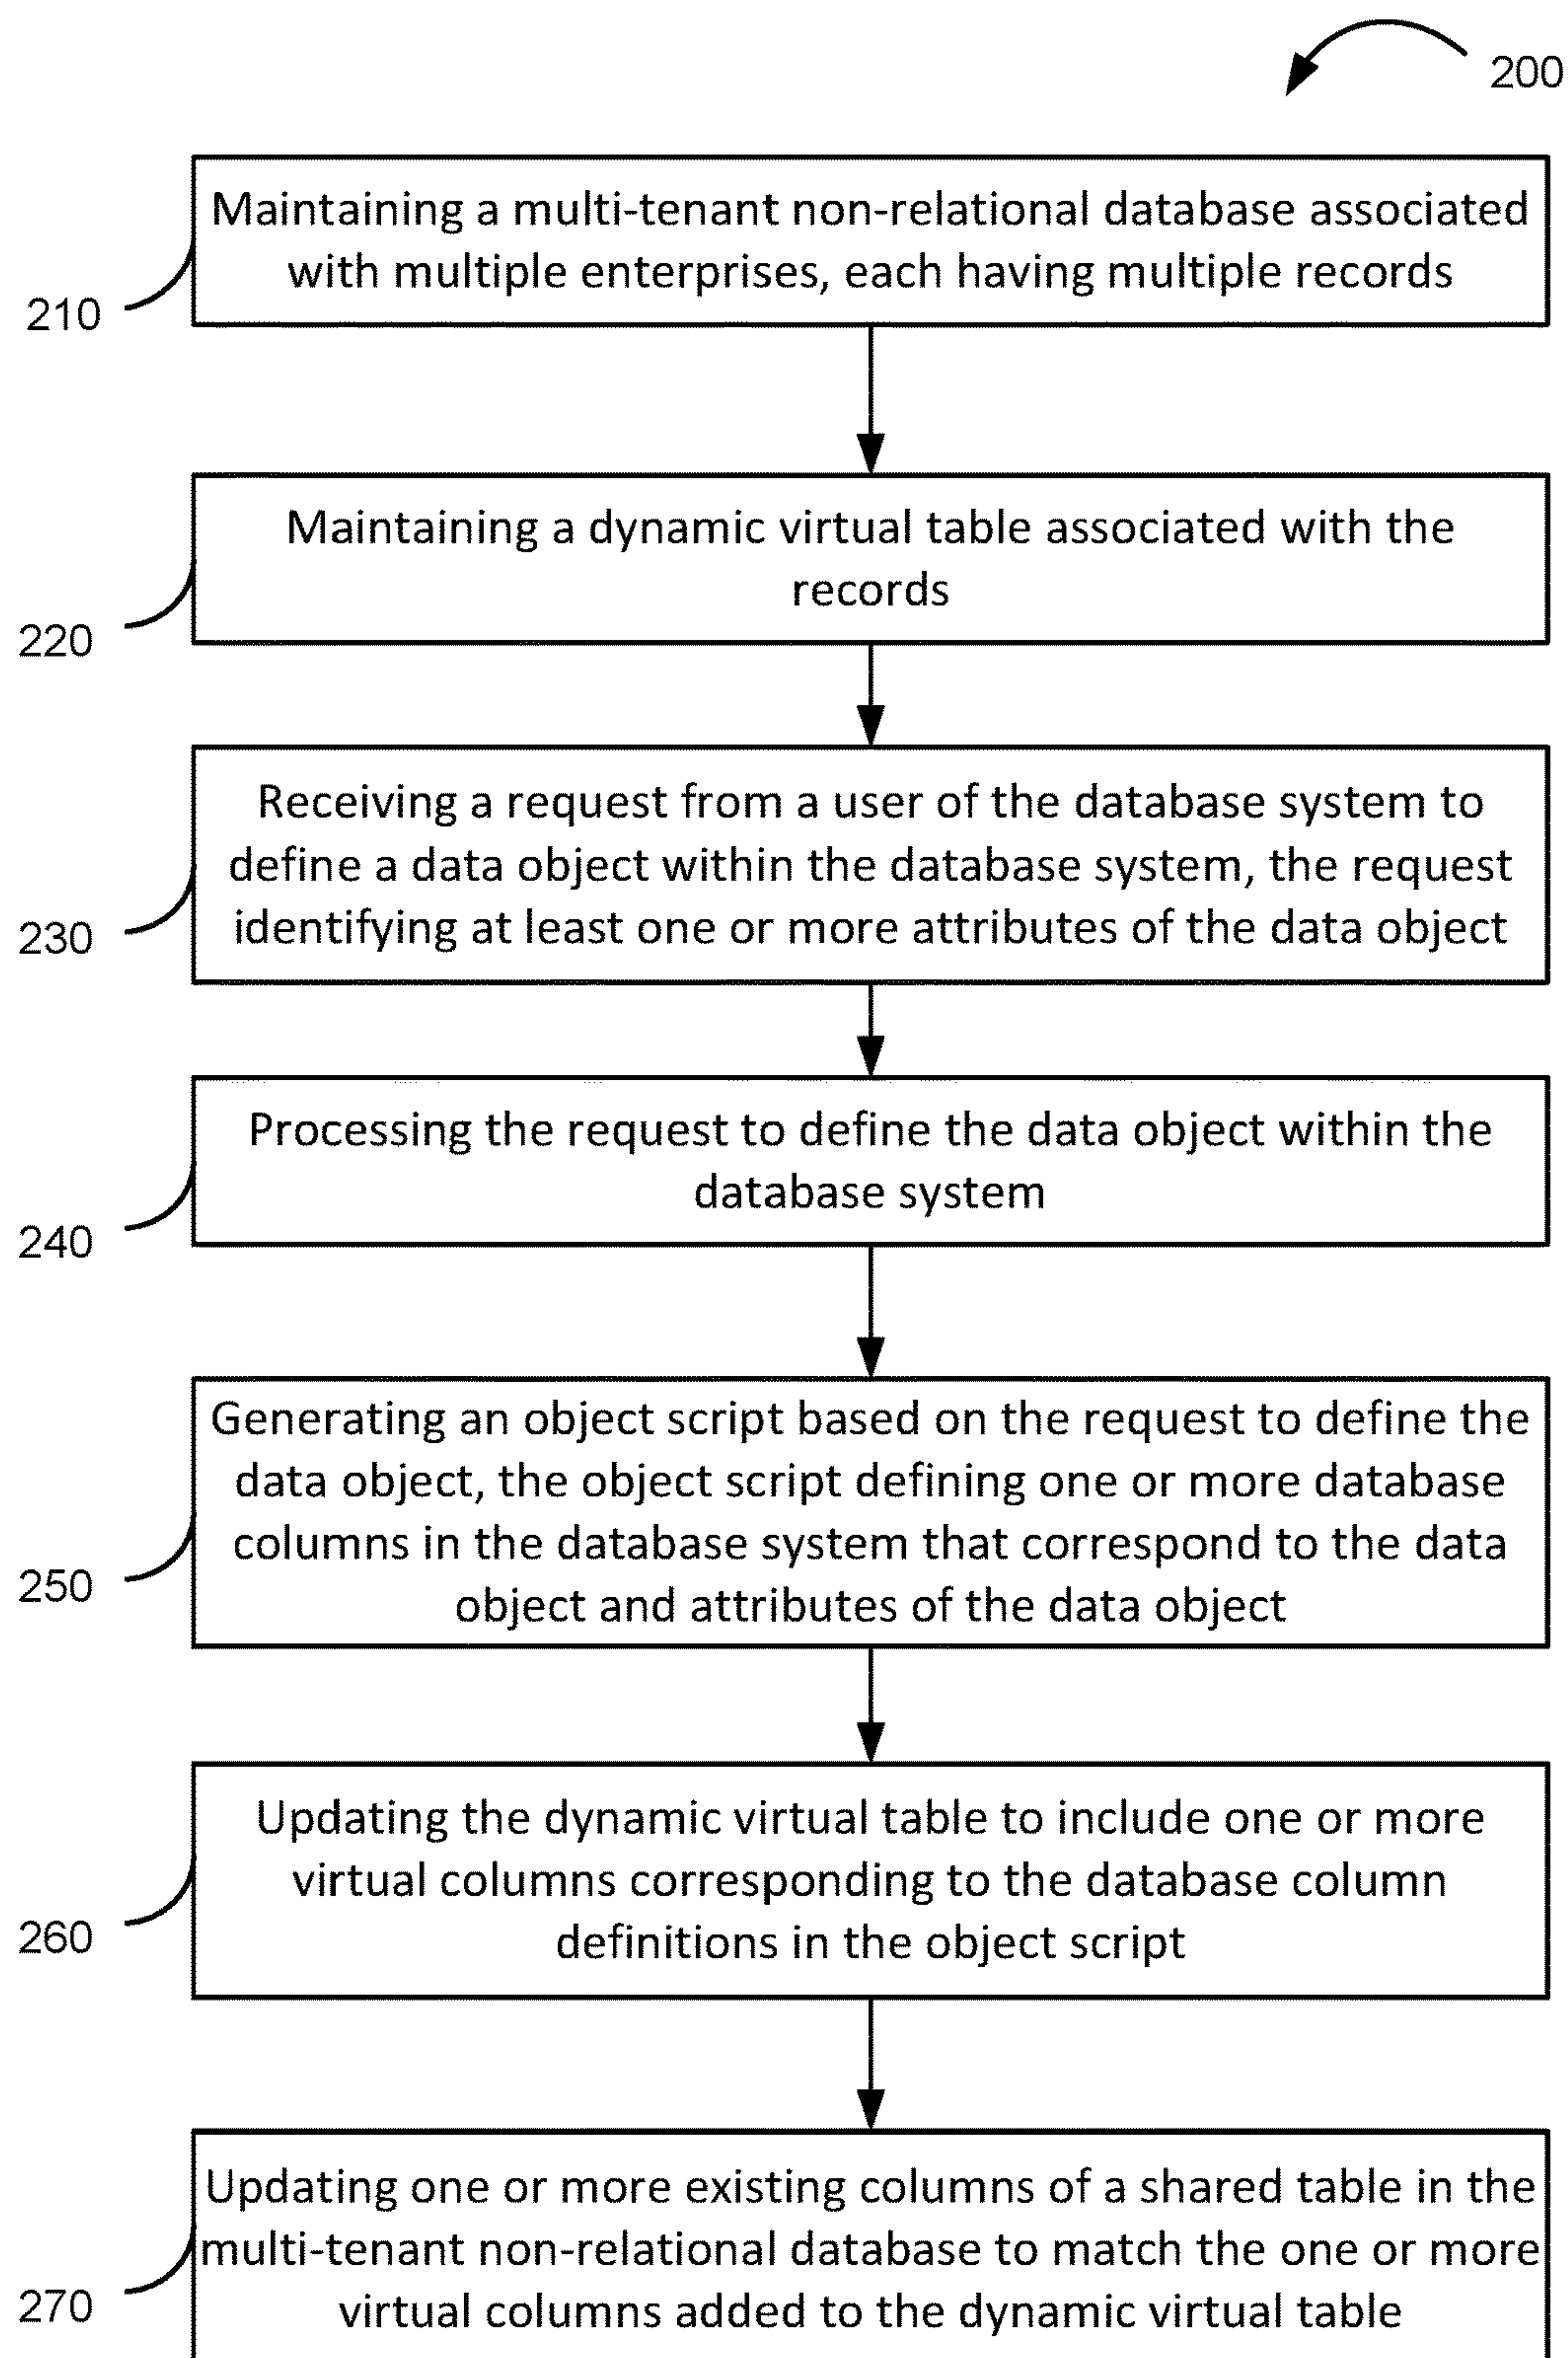 200
Maintaining a multi-tenant non-relational database associated
with multiple enterprises, each having multiple records
210
Maintaining a dynamic virtual table associated with the
records
220
Receiving a request from a user of the database system to
define a data object within the database system, the request
identifying at least one or more attributes of the data object
230
Processing the request to define the data object within the
database system
240
Generating an object script based on the request to define the
data object, the object script defining one or more database
columns in the database system that correspond to the data
object and attributes of the data object
250
Updating the dynamic virtual table to include one or more
virtual columns corresponding to the database column
definitions in the object script
260
Updating one or more existing columns of a shared table in the
multi-tenant non-relational database to match the one or more
virtual columns added to the dynamic virtual table
270